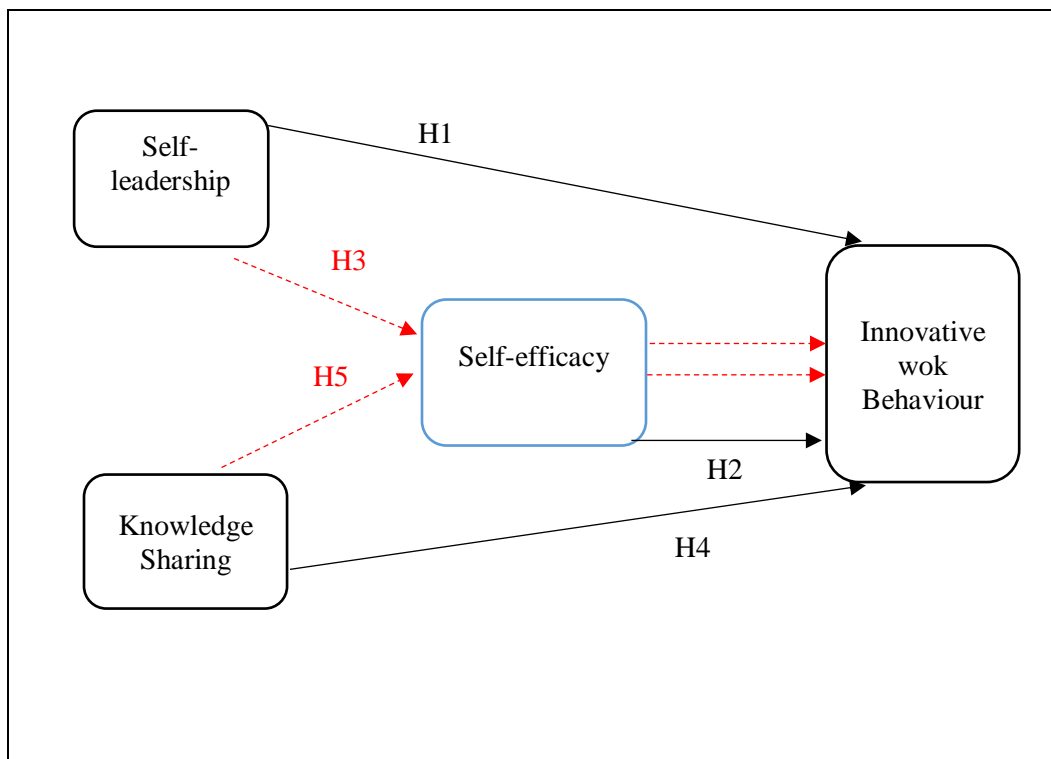 H1
Self-
leadership
H3
Self-efficacy
Innovative
wok
Behaviour
H5
H2
Knowledge
Sharing
H4